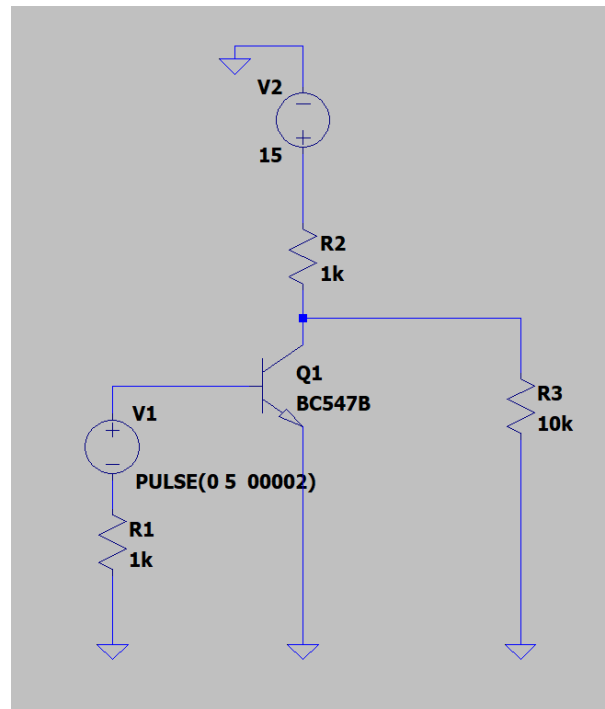 V2
15
R2
1k
Q1
BC547B
R3
10k
V1
PULSE(0 5  00002)
R1
1k